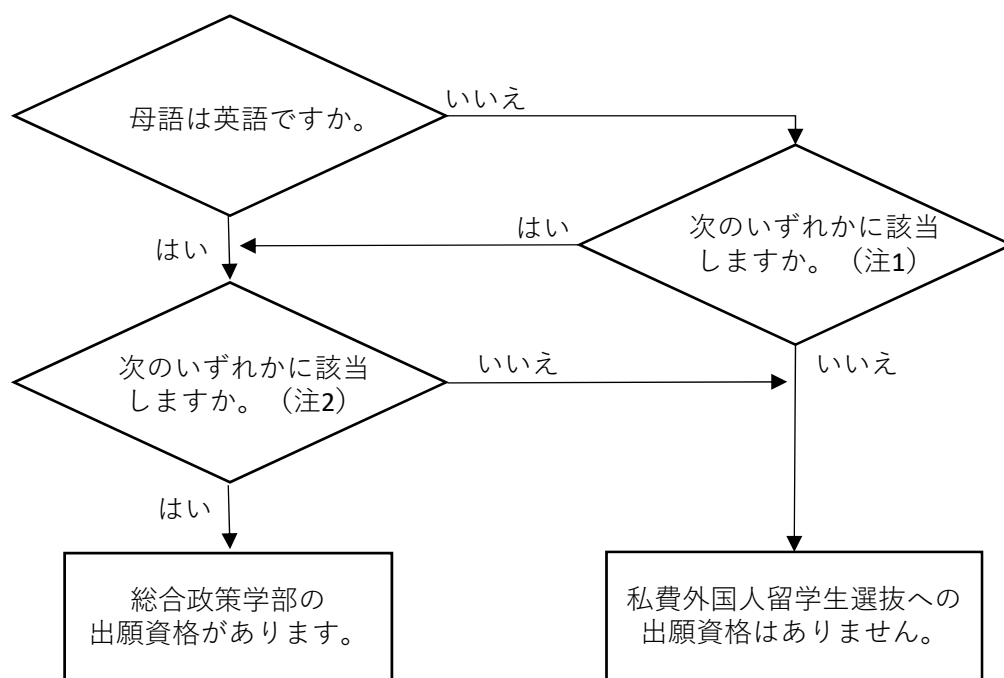 母語は英語ですか。
いいえ
はい
次のいずれかに該当
しますか。（注1）
はい
次のいずれかに該当
しますか。（注2）
いいえ
いいえ
はい
総合政策学部の
出願資格があります。
私費外国人留学生選抜への
出願資格はありません。